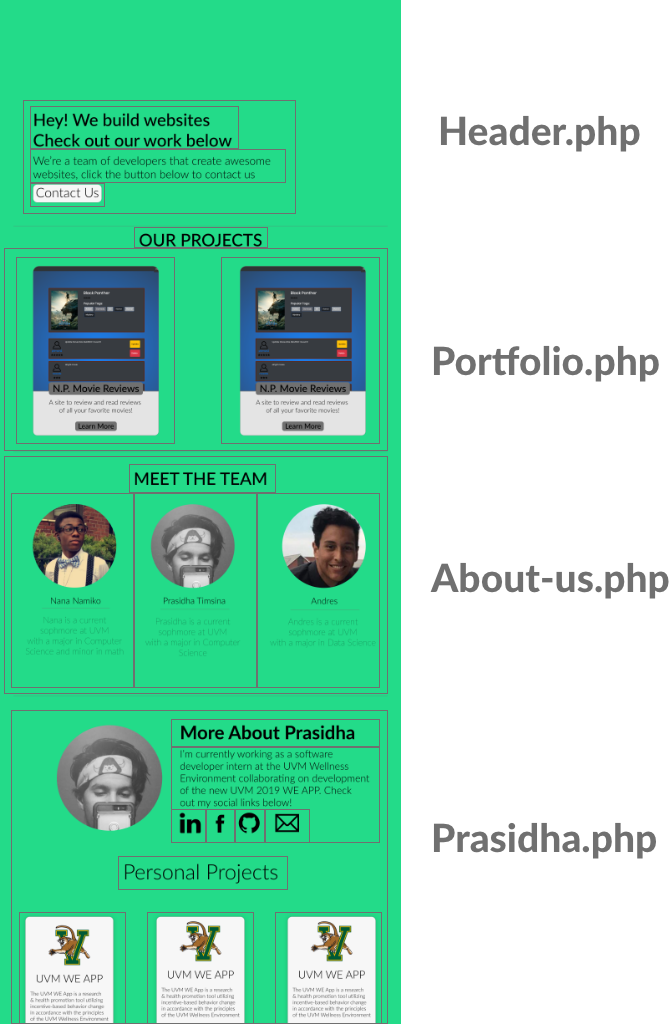 Hey! We build websites
Check out our work below
We're a team of developers that create awesome
websites, click the button below to contact us
Contact Us
Header.php
OUR PROJECTS
Black Panther
N.P. Movie Reviews
A site to review and read reviews
of all your favorite movies!
Learn More
Black Panther
N.P. Movie Reviews
A site to review and read reviews
of all your favorite movies!
Learn More
Portfolio.php
MEET THE TEAM
Nana Namiko
Nana is a current
sophmore at UVM
with a major in Computer
Science and minor in math
Prasidha Timsina
Prasidha is a current
sophmore at UVM
with a major in Computer
Science
Andres
Andres is a current
sophmore at UVM
with a major in Data Science
About-us.php
More About Prasidha
I'm currently working as a software
developer intern at the UVM Wellness
Environment collaborating on development
of the new UVM 2019 WE APP. Check
out my social links below!
in f
Prasidha.php
Personal Projects
V
UVM WE APP
The UVM WE App is a research
& health promotion tool utilizing
incentive-based behavior change
in accordance with the principles
of the UVM Wellness Environment
V
UVM WE APP
The UVM WE App is a research
& health promotion tool utilizing
incentive-based behavior change
in accordance with the principles
of the UVM Wellness Environment
V
UVM WE APP
The UVM WE App is a research
& health promotion tool utilizing
incentive-based behavior change
in accordance with the principles
of the UVM Wellness Environment